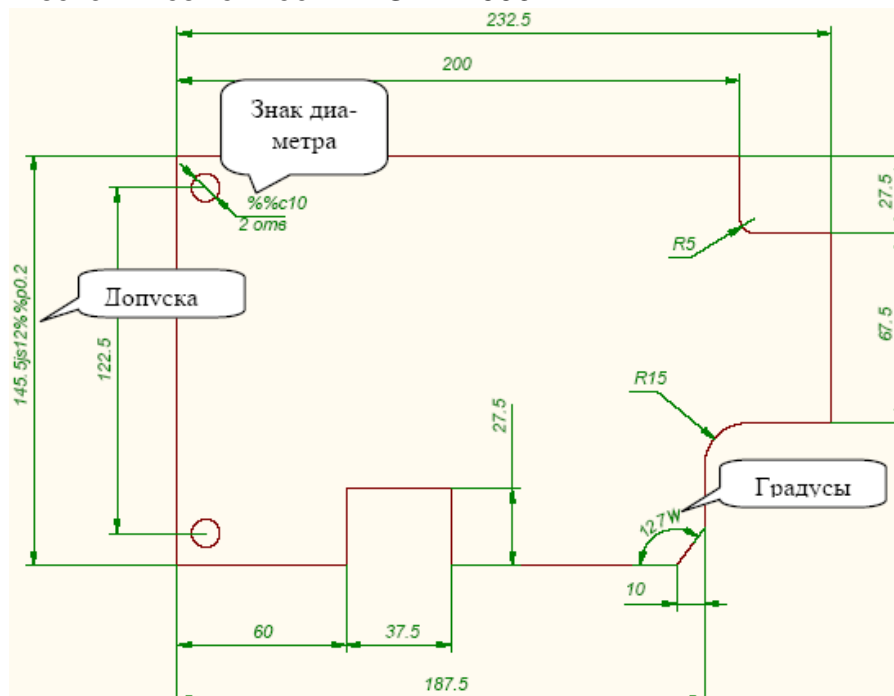 232.5
200
Знак диа-
метра
%%c10
2 отв
27.5
R5
145.5js12%%p0.2
Допуска
122.5
67.5
R15
27.5
Градусы
127W
10
60
37.5
187.5